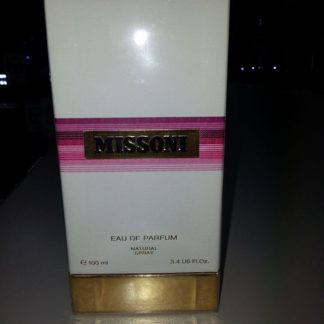 MISSONI
EAU DE PARFUM
NATURAL
SPRAY
e 100 ml 3.4 US Fl.Oz.